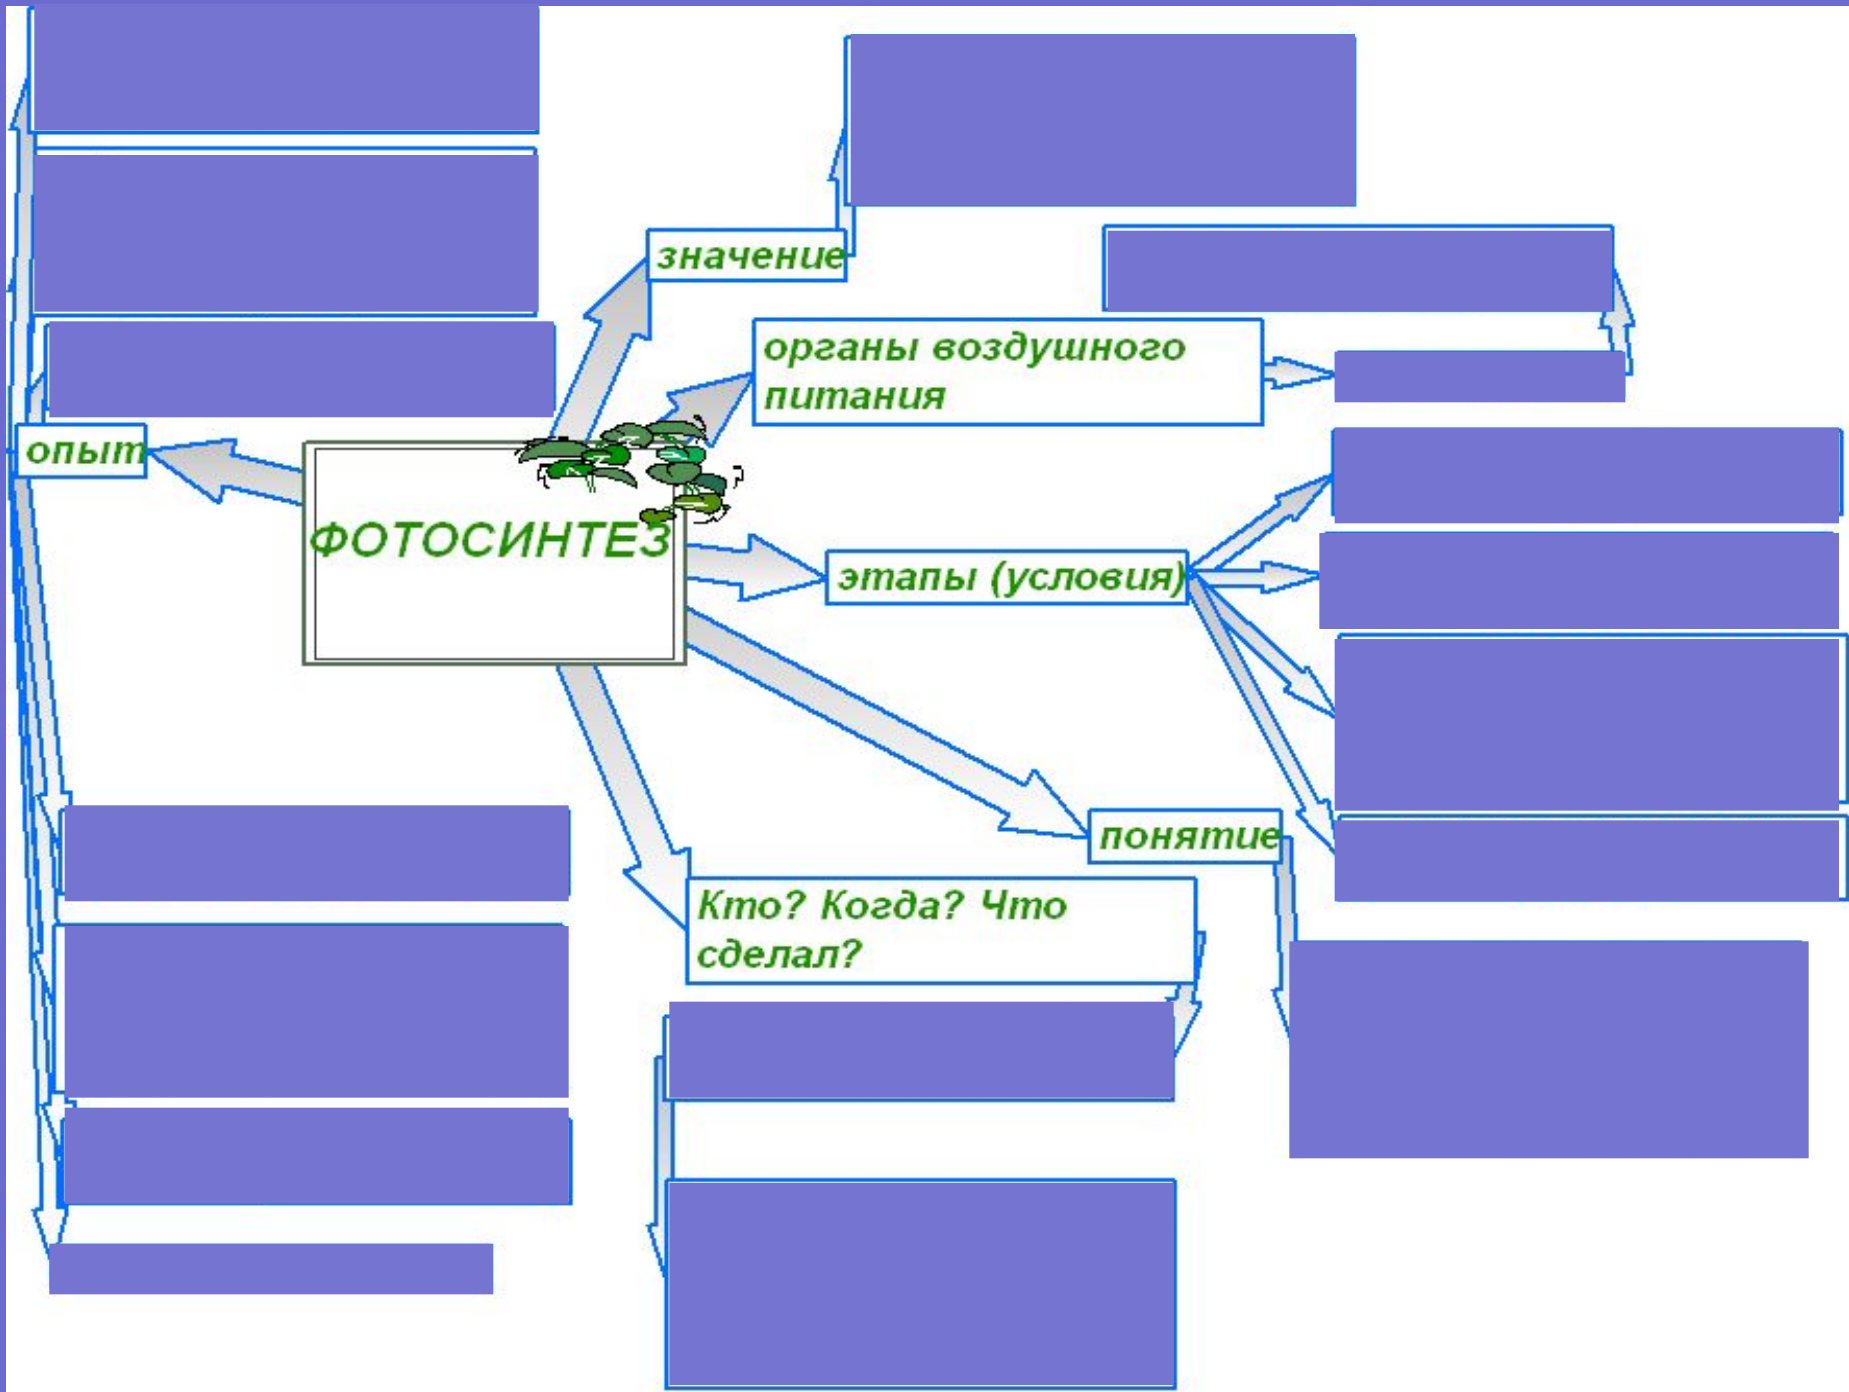 значение
органы воздушного
питания
опыт
ФОТОСИНТЕЗ
этапы (условия)
понятие
Кто? Когда? Что
сделал?